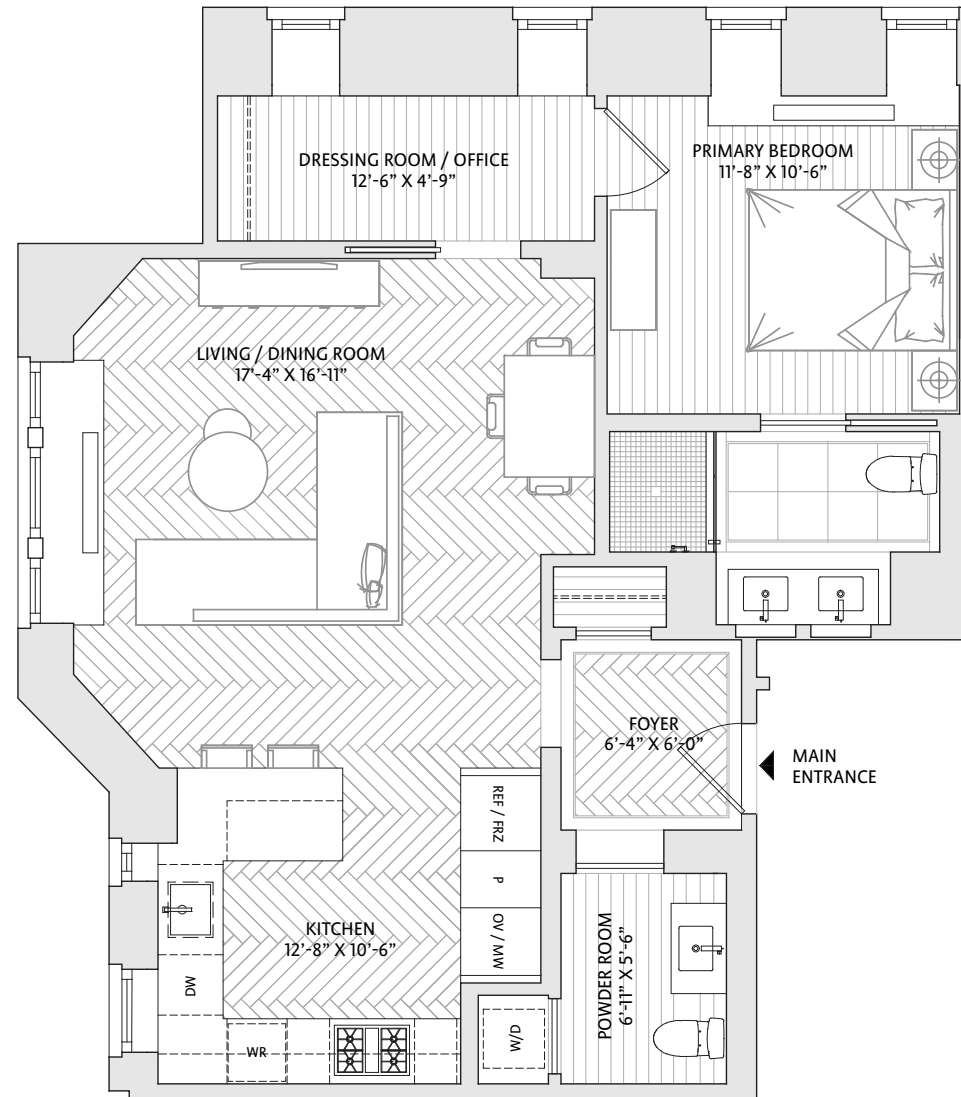 DRESSING ROOM / OFFICE
12’-6” X 4’-9”
PRIMARY BEDROOM
11’-8” X 10’-6”
LIVING / DINING ROOM
17’-4” X 16’-11”
FOYER
6’-4” X 6’-0”
MAIN
ENTRANCE
REF / FRZ
P
OV / MW
KITCHEN
12’-8” X 10’-6”
DW
WR
W/D
POWDER ROOM
6’-11” X 5’-6”